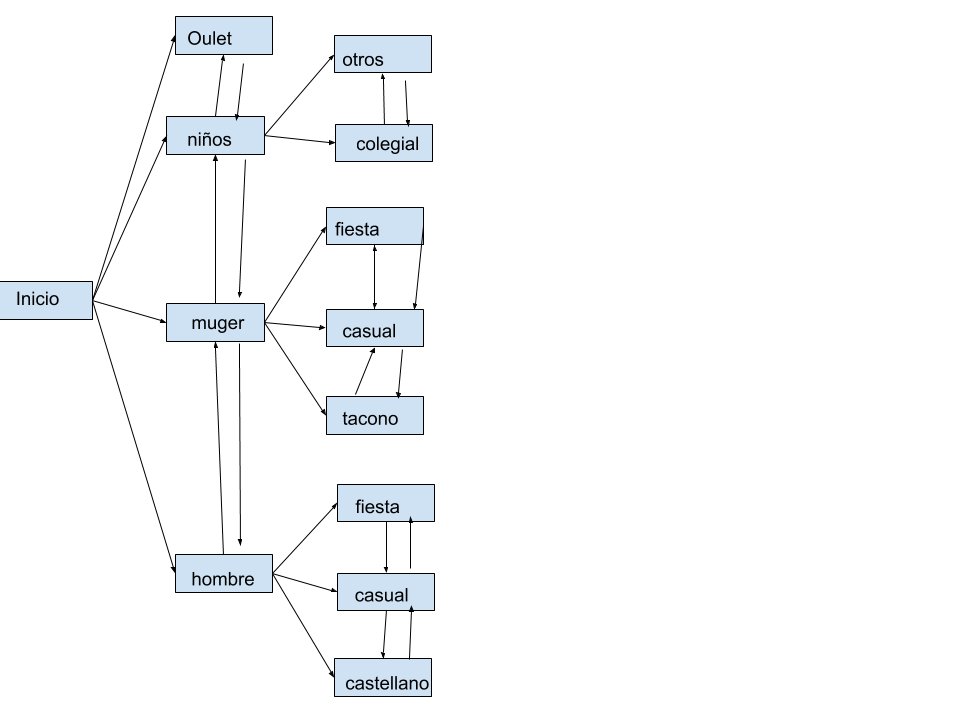 Oulet
otros
niños
colegial
fiesta
Inicio
muger
casual
tacono
fiesta
hombre
casual
castellano